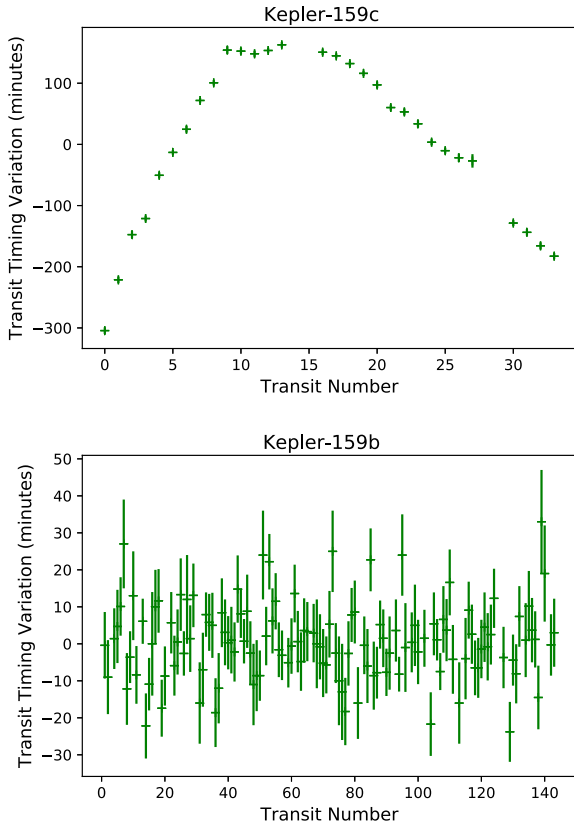 Kepler-159c
Transit Timing Variation (minutes)
100
0
−100
−200
−300
0 5 10 15 20 25 30
Transit Number
Kepler-159b
Transit Timing Variation (minutes)
50
40
30
20
10
0
−10
−20
−30
0 20 40 60 80 100 120 140
Transit Number